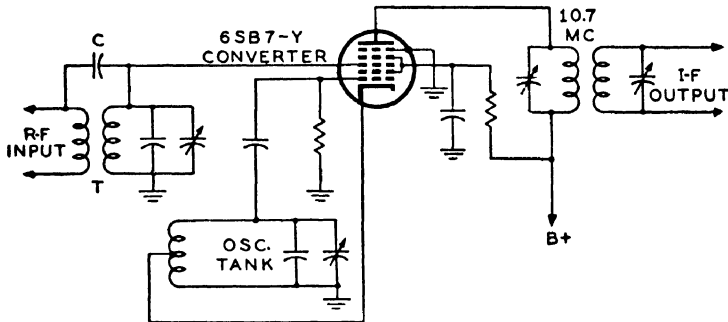 C
6SB7-Y
CONVERTER
10.7
MC
R-F
INPUT
T
I-F
OUTPUT
OSC.
TANK
B+